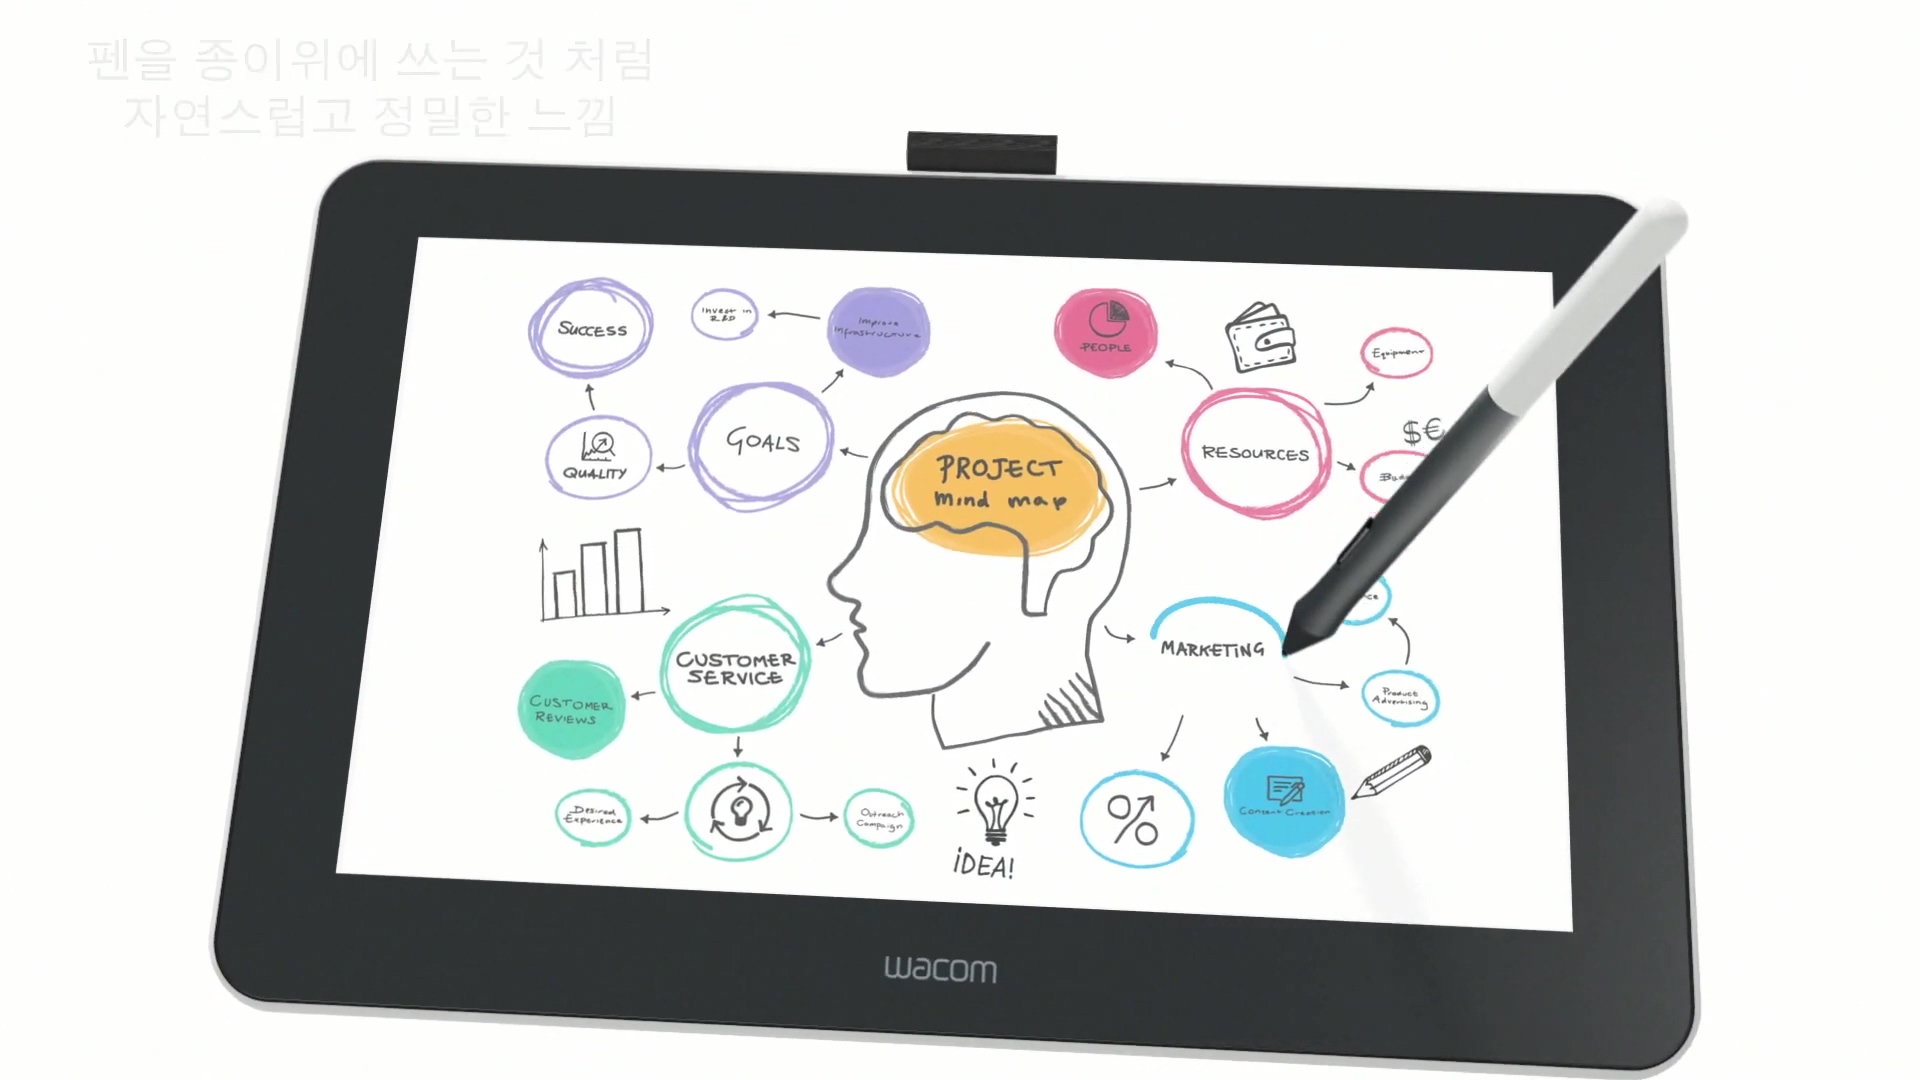 펜을 종이위에 쓰는 것 처럼
자연스럽고 정밀한 느낌
SUCCESS
Invest in
R&D
Improve
Infrastructure
PEOPLE
Equipment
GOALS
QUALITY
PROJECT
mind map
RESOURCES
$€
CUSTOMER
SERVICE
MARKETING
CUSTOMER
REVIEWS
Product
Advertising
Desired
Experience
Outreach
Campaign
Content Creation
iDEA!
wacom